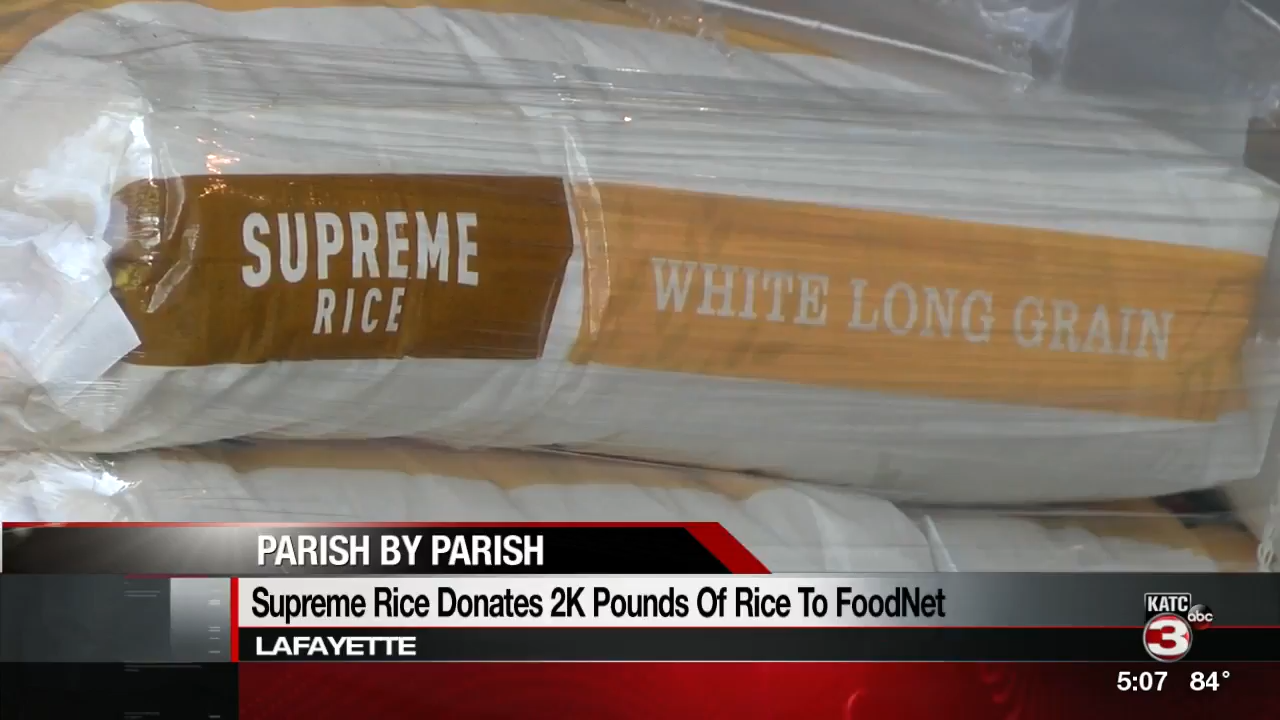 SUPREME
RICE
WHITE LONG GRAIN
PARISH BY PARISH
Supreme Rice Donates 2K Pounds Of Rice To FoodNet
LAFAYETTE
KATC
abc
3
5:07 84°